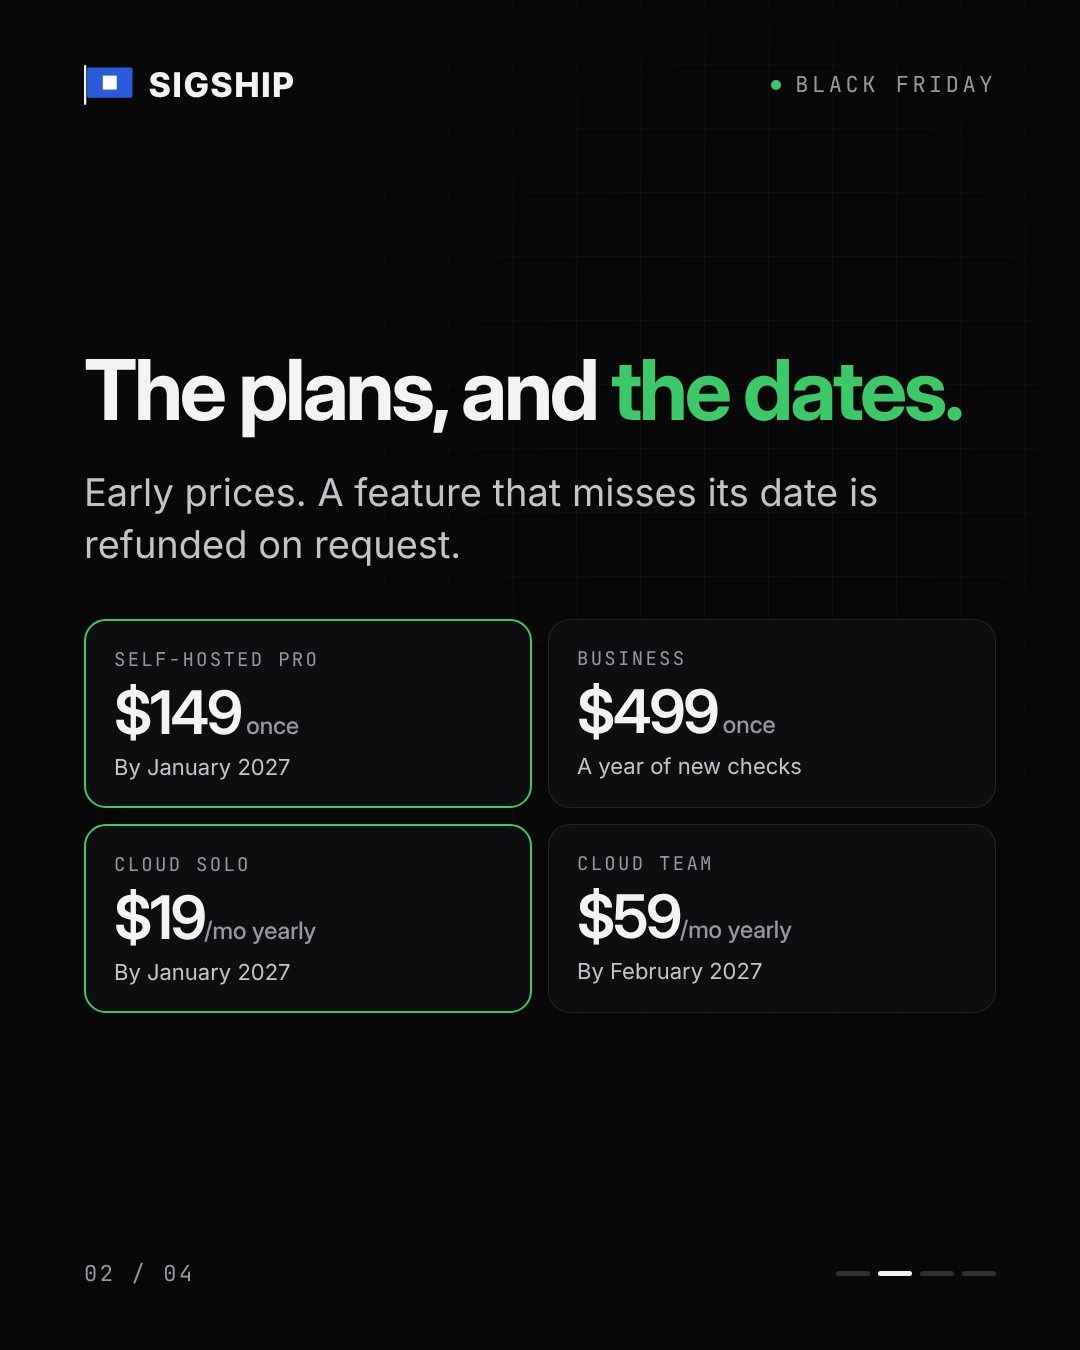 SIGSHIP
BLACK FRIDAY
The plans, and the dates.
Early prices. A feature that misses its date is
refunded on request.
SELF-HOSTED PRO
$149 once
By January 2027
BUSINESS
$499 once
A year of new checks
CLOUD SOLO
$19/mo yearly
By January 2027
CLOUD TEAM
$59/mo yearly
By February 2027
02 / 04